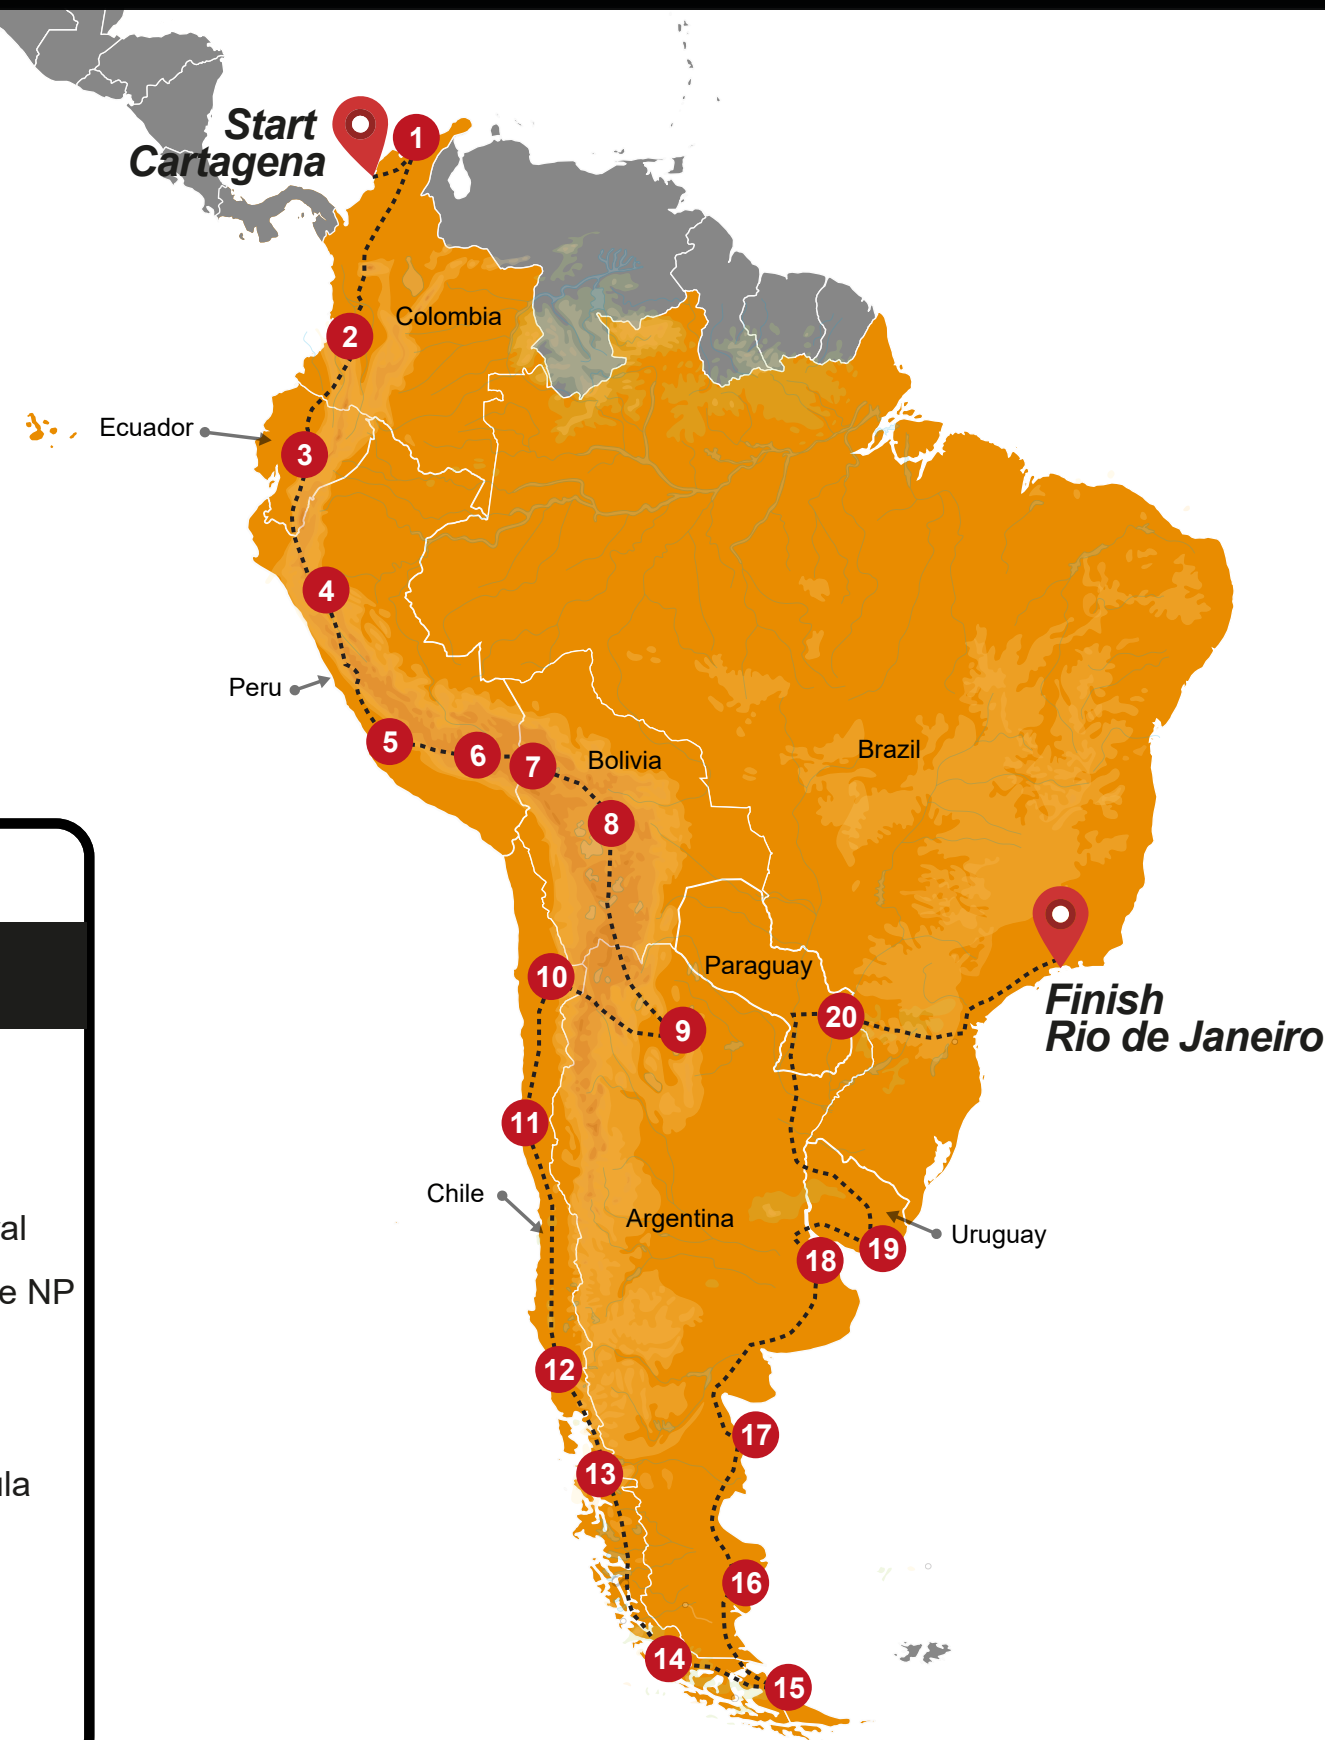 Start
Cartagena
1
Colombia
2
Ecuador
3
4
Peru
5
6
7
Bolivia
Brazil
8
10
Paraguay
9
20
Finish
Rio de Janeiro
11
Chile
Argentina
Uruguay
18
19
al
e NP
12
17
13
ula
16
14
15